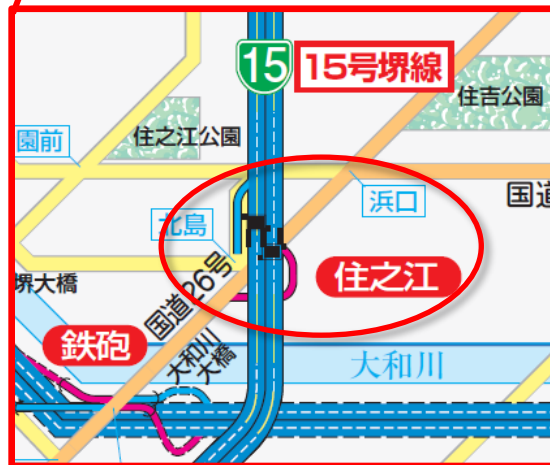 15
15号堺線
住吉公園
園前
住之江公園
浜口
国道
北島
住之江
堺大橋
国道26号
鉄砲
大和川
大橋
大和川